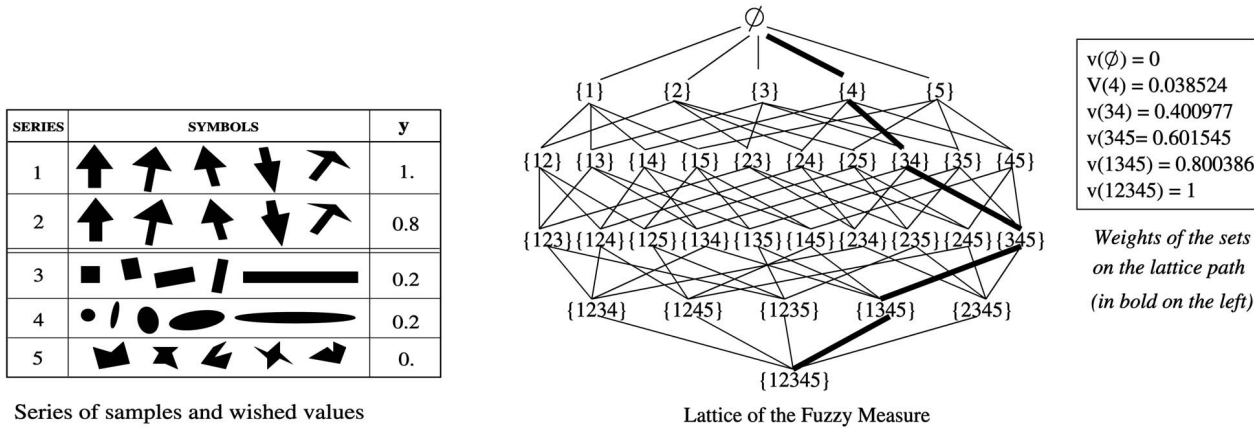 SERIES SYMBOLS y
1 1.
2 0.8
3 0.2
4 0.2
5 0.
Series of samples and wished values
∅
{1} {2} {3} {4} {5}
{12} {13} {14} {15} {23} {24} {25} {34} {35} {45}
{123} {124} {125} {134} {135} {145} {234} {235} {245} {345}
{1234} {1245} {1235} {1345} {2345}
{12345}
Lattice of the Fuzzy Measure
v(∅) = 0
V(4) = 0.038524
v(34) = 0.400977
v(345= 0.601545
v(1345) = 0.800386
v(12345) = 1
Weights of the sets
on the lattice path
(in bold on the left)